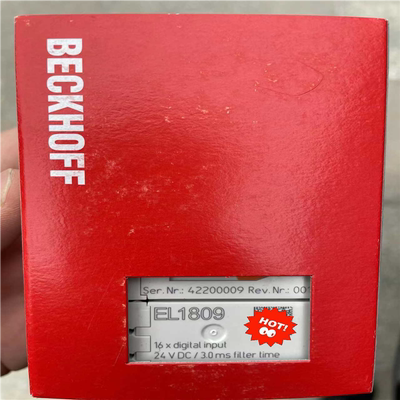 BECKHOFF
Ser. Nr.: 42200009 Rev. Nr.: 00
EL1809
HOT!
16 x digital input
24 V DC / 3.0 ms filter time